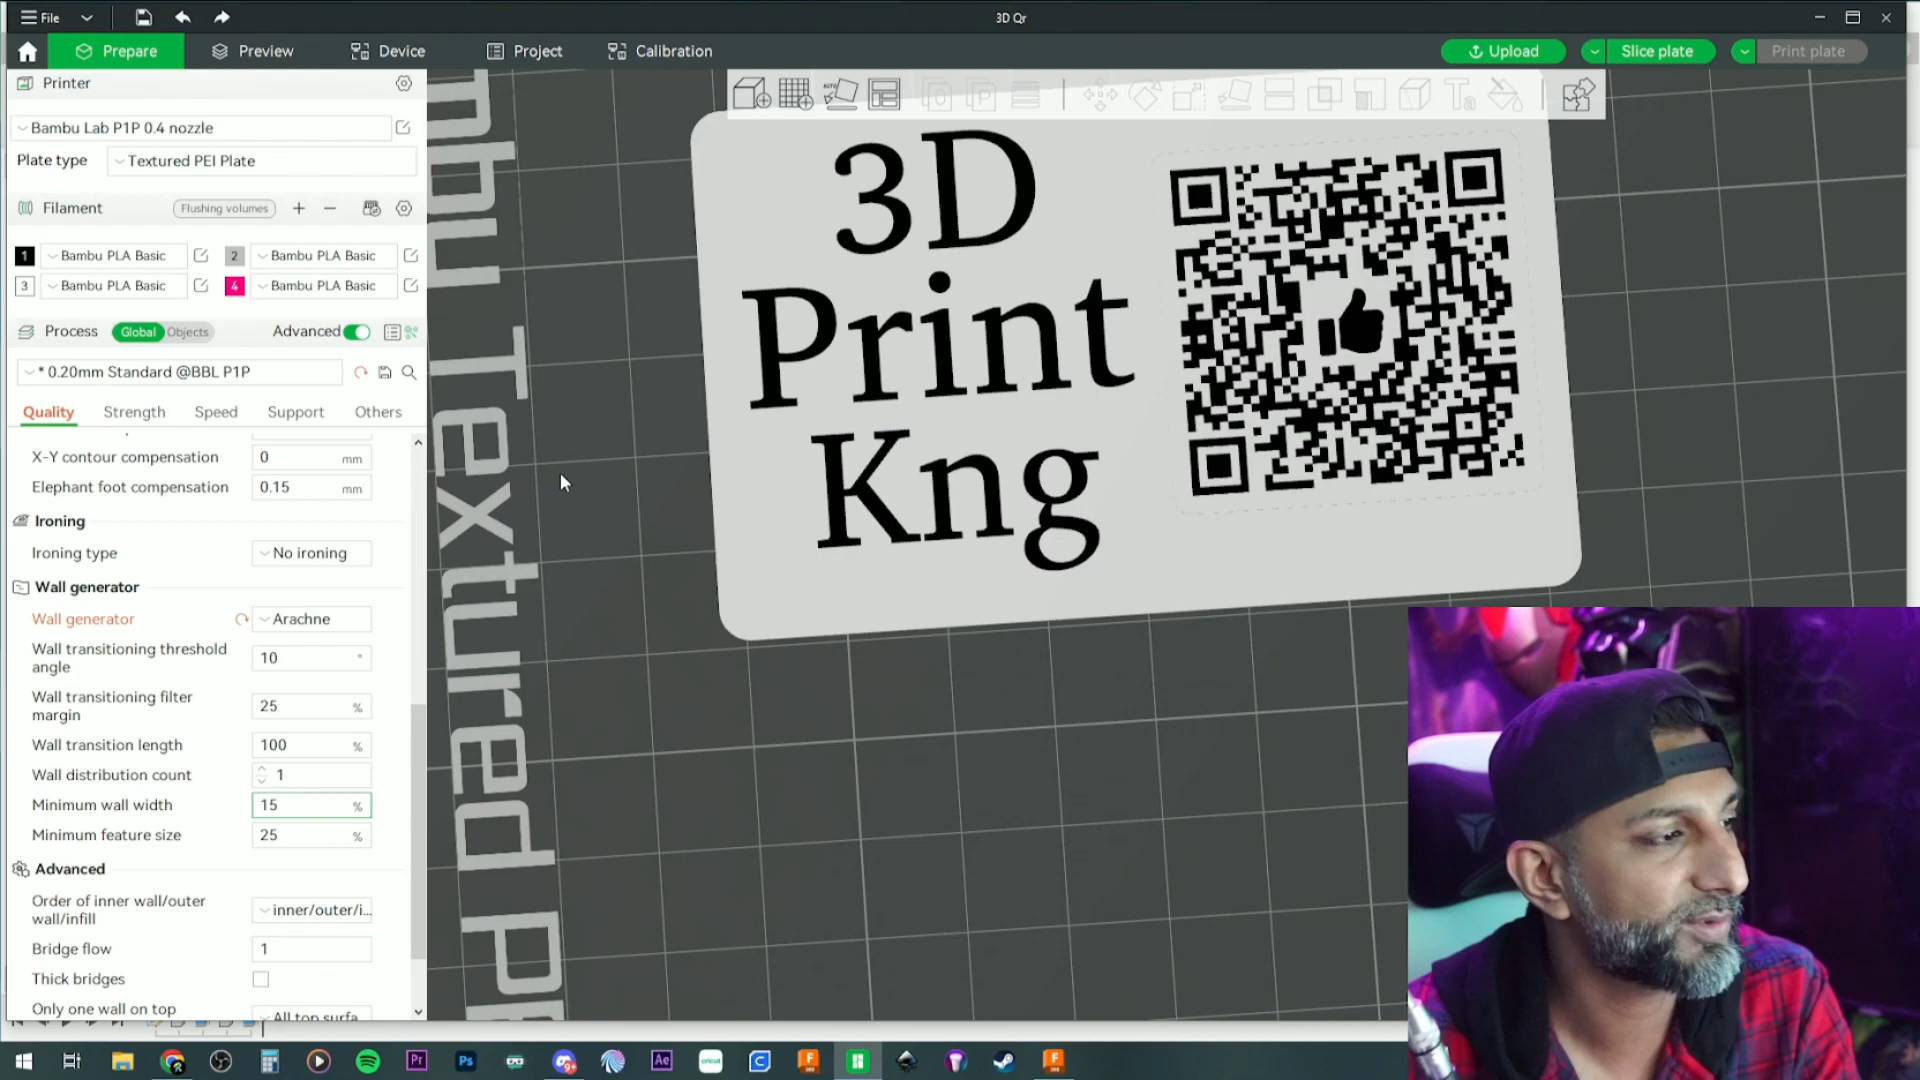 File
3D Qr
Prepare
Preview
Device
Project
Calibration
Upload
Slice plate
Print plate
Printer
Bambu Lab P1P 0.4 nozzle
Plate type
Textured PEI Plate
Filament
Flushing volumes
1
Bambu PLA Basic
2
Bambu PLA Basic
3
Bambu PLA Basic
4
Bambu PLA Basic
Process
Global
Objects
Advanced
* 0.20mm Standard @BBL P1P
Quality
Strength
Speed
Support
Others
X-Y contour compensation
0 mm
Elephant foot compensation
0.15 mm
Ironing
Ironing type
No ironing
Wall generator
Wall generator
Arachne
Wall transitioning threshold
angle
10 °
Wall transitioning filter
margin
25 %
Wall transition length
100 %
Wall distribution count
1
Minimum wall width
15 %
Minimum feature size
25 %
Advanced
Order of inner wall/outer
wall/infill
inner/outer/i...
Bridge flow
1
Thick bridges
Only one wall on top
All top surfa
3D
Print
Kng
Textured